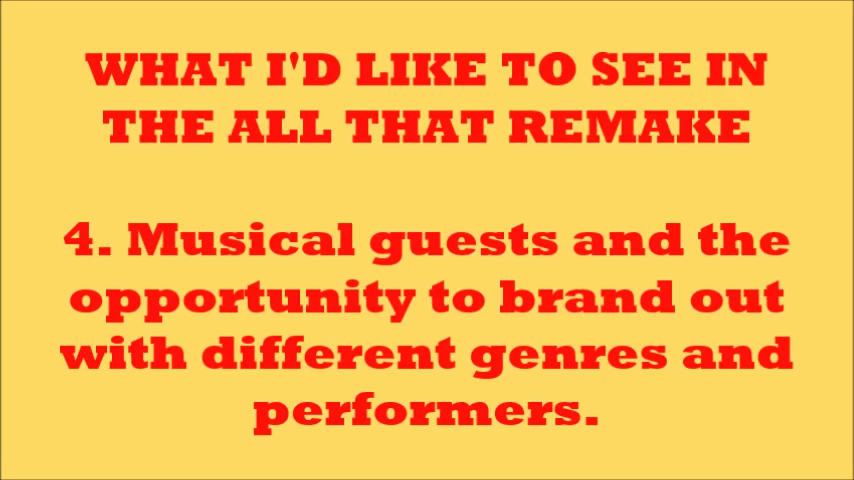 WHAT I'D LIKE TO SEE IN
THE ALL THAT REMAKE
4. Musical guests and the
opportunity to brand out
with different genres and
performers.